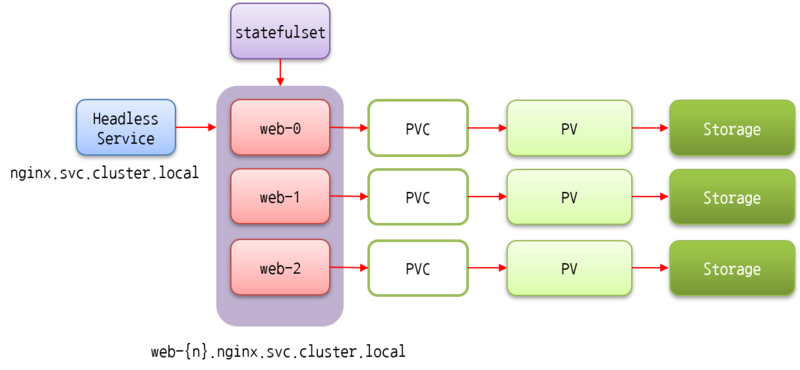 statefulset
Headless
Service
web-0
PVC
PV
Storage
nginx.svc.cluster.local
web-1
PVC
PV
Storage
web-2
PVC
PV
Storage
web-{n}.nginx.svc.cluster.local